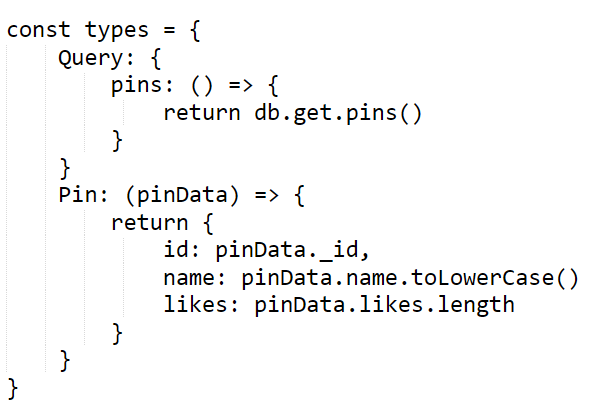 const types = {
    Query: {
        pins: () => {
            return db.get.pins()
        }
    }
    Pin: (pinData) => {
        return {
            id: pinData._id,
            name: pinData.name.toLowerCase()
            likes: pinData.likes.length
        }
    }
}